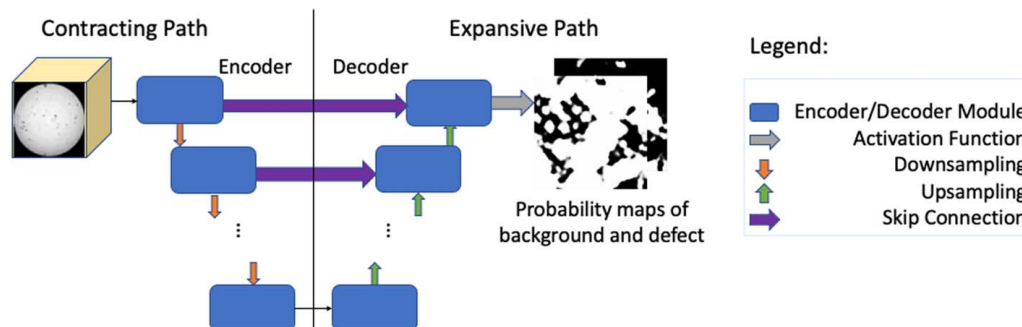 Contracting Path
Expansive Path
Encoder
Decoder
⋮
⋮
Probability maps of
background and defect
Legend:
Encoder/Decoder Module
Activation Function
Downsampling
Upsampling
Skip Connection